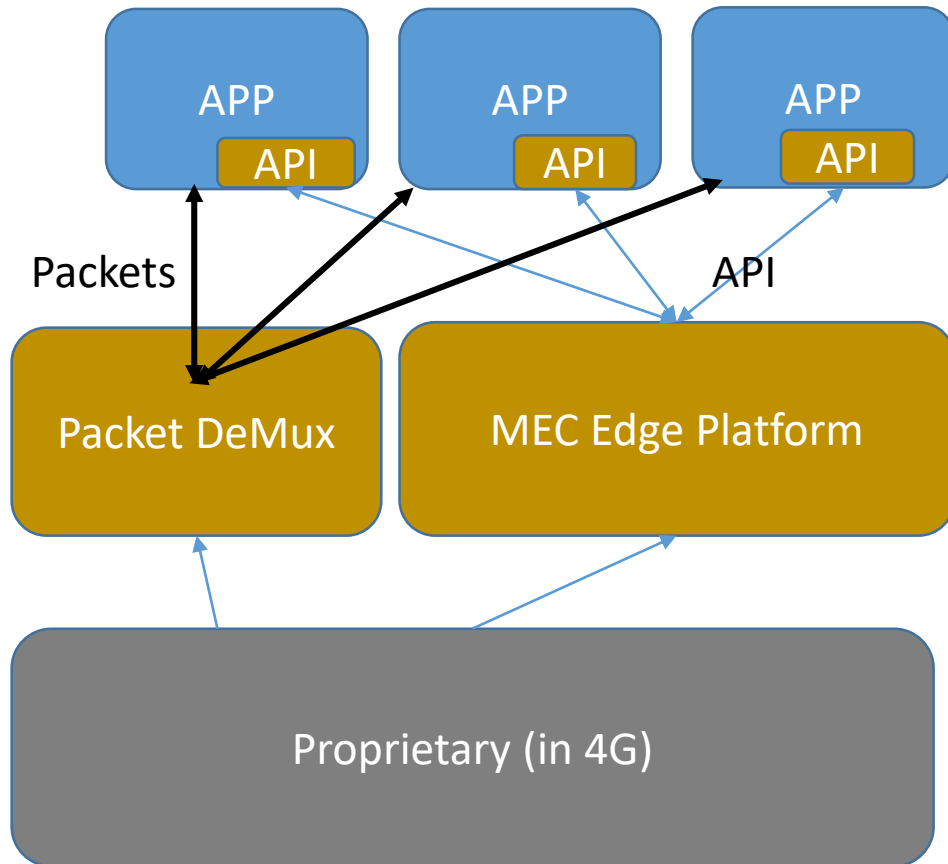 APP
API
APP
API
APP
API
Packets
API
Packet DeMux
MEC Edge Platform
Proprietary (in 4G)